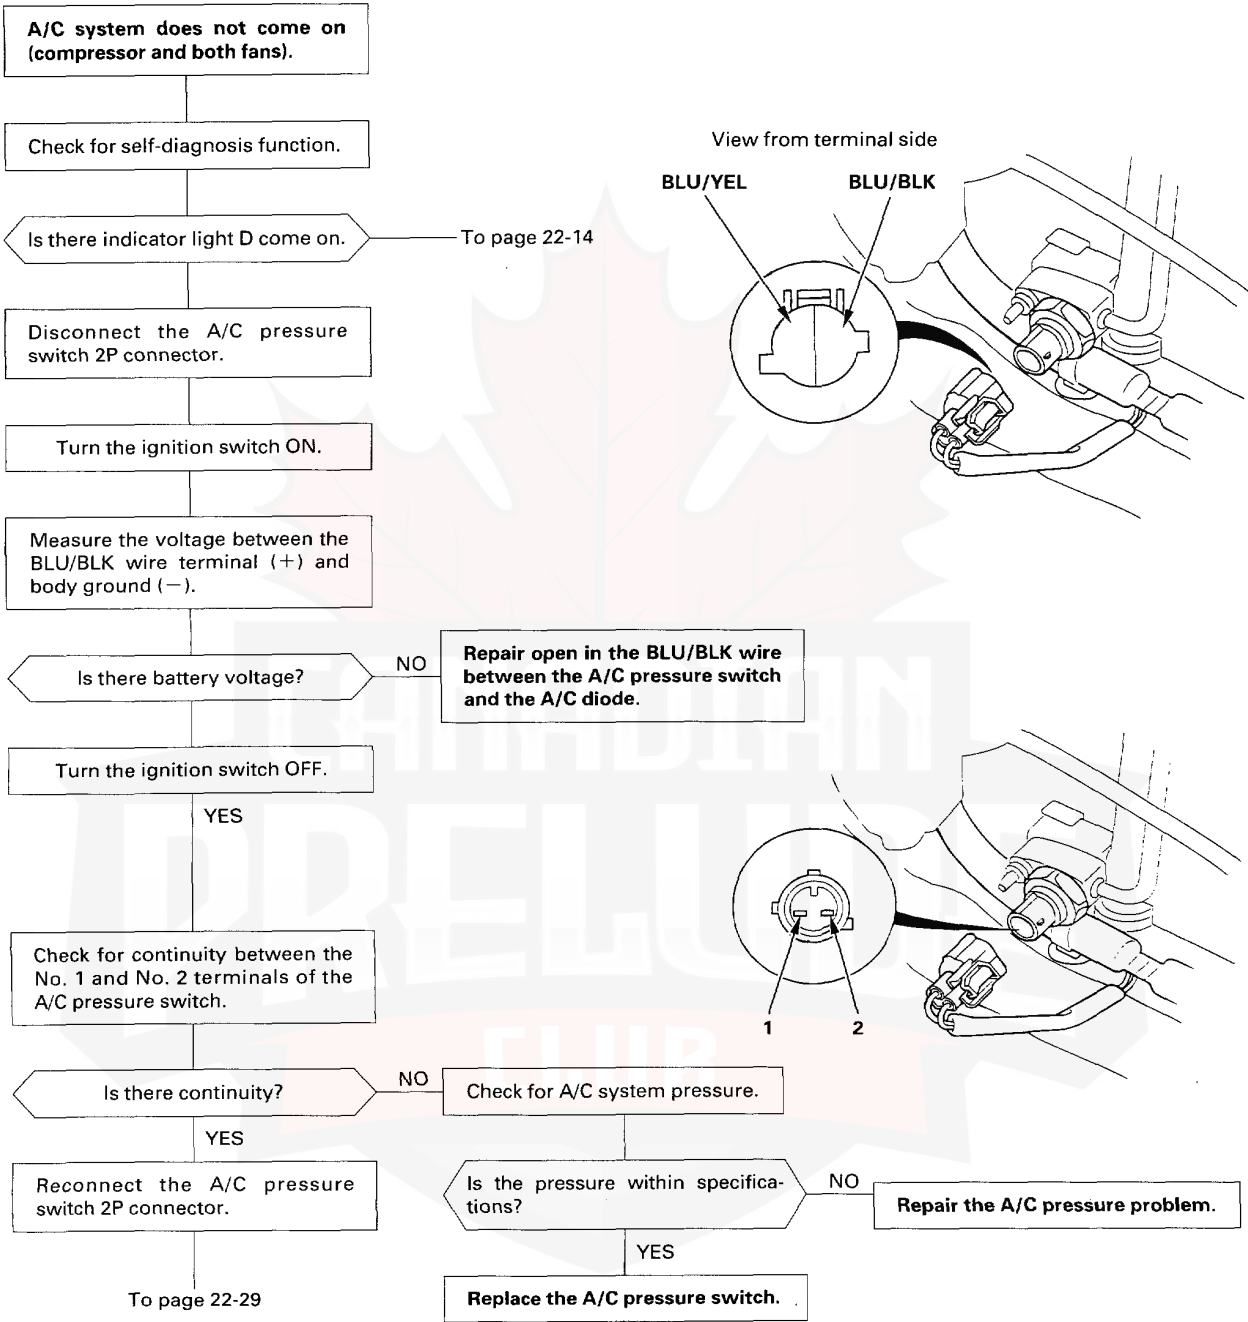 A/C system does not come on
(compressor and both fans).
Check for self-diagnosis function.
Is there indicator light D come on.
To page 22-14
Disconnect the A/C pressure
switch 2P connector.
Turn the ignition switch ON.
Measure the voltage between the
BLU/BLK wire terminal (+) and
body ground (−).
Is there battery voltage?
NO
Repair open in the BLU/BLK wire
between the A/C pressure switch
and the A/C diode.
Turn the ignition switch OFF.
YES
Check for continuity between the
No. 1 and No. 2 terminals of the
A/C pressure switch.
Is there continuity?
NO
Check for A/C system pressure.
YES
Reconnect the A/C pressure
switch 2P connector.
To page 22-29
Is the pressure within specifica-
tions?
NO
Repair the A/C pressure problem.
YES
Replace the A/C pressure switch.
View from terminal side
BLU/YEL
BLU/BLK
1
2
CANADIAN
PRELUDE
CLUB